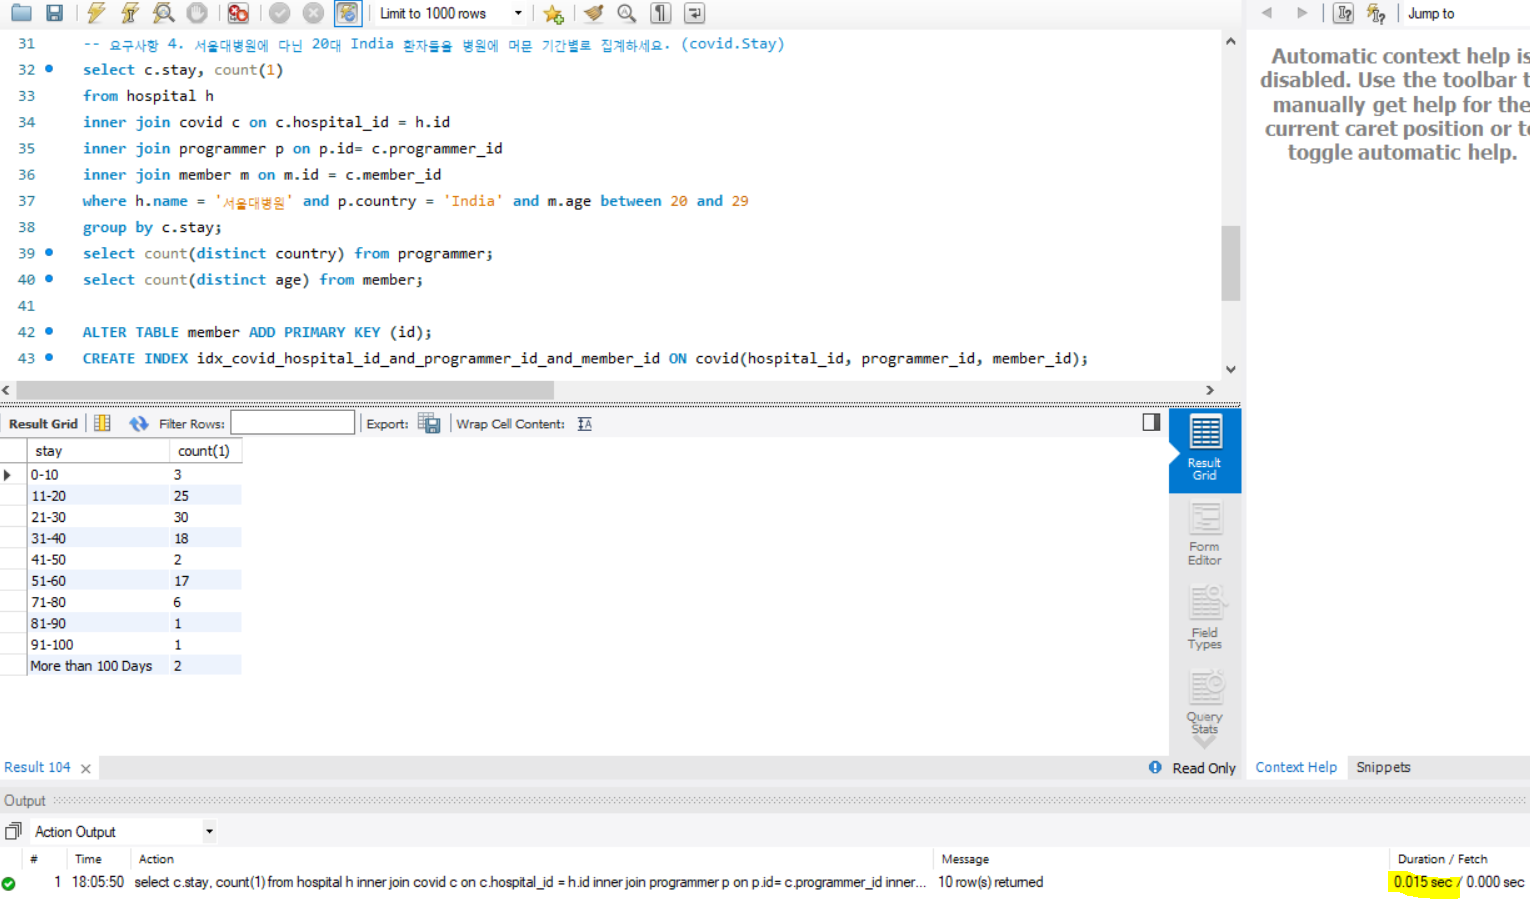 Limit to 1000 rows
Jump to
31 -- 요구사항 4. 서울대병원에 다닌 20대 India 환자들을 병원에 머문 기간별로 집계하세요. (covid.Stay)
32 select c.stay, count(1)
33 from hospital h
34 inner join covid c on c.hospital_id = h.id
35 inner join programmer p on p.id= c.programmer_id
36 inner join member m on m.id = c.member_id
37 where h.name = '서울대병원' and p.country = 'India' and m.age between 20 and 29
38 group by c.stay;
39 select count(distinct country) from programmer;
40 select count(distinct age) from member;
41
42 ALTER TABLE member ADD PRIMARY KEY (id);
43 CREATE INDEX idx_covid_hospital_id_and_programmer_id_and_member_id ON covid(hospital_id, programmer_id, member_id);
Automatic context help is
disabled. Use the toolbar t
manually get help for the
current caret position or to
toggle automatic help.
Result Grid Filter Rows: Export: Wrap Cell Content:
stay count(1)
0-10 3
11-20 25
21-30 30
31-40 18
41-50 2
51-60 17
71-80 6
81-90 1
91-100 1
More than 100 Days 2
Result
Grid
Form
Editor
Field
Types
Query
Stats
Result 104
Read Only
Context Help Snippets
Output
Action Output
# Time Action Message Duration / Fetch
1 18:05:50 select c.stay, count(1) from hospital h inner join covid c on c.hospital_id = h.id inner join programmer p on p.id= c.programmer_id inner... 10 row(s) returned 0.015 sec / 0.000 sec